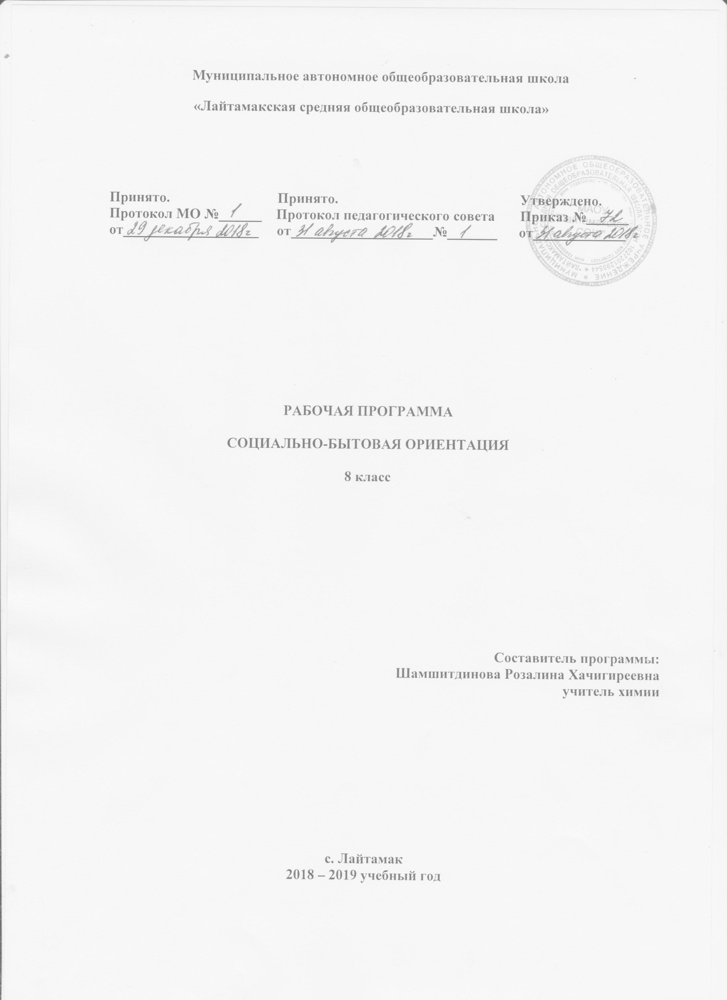 Муниципальное автономное общеобразовательная школа
«Лайтамакская средняя общеобразовательная школа»
Принято.
Протокол МО № 1
от 29 декабря 2018г
Принято.
Протокол педагогического совета
от 31 августа 2018г № 1
Утверждено.
Приказ № 72
от 31 августа 2018г
МУНИЦИПАЛЬНОЕ АВТОНОМНОЕ ОБЩЕОБРАЗОВАТЕЛЬНОЕ УЧРЕЖДЕНИЕ *
"ЛАЙТАМАКСКАЯ СРЕДНЯЯ ОБЩЕОБРАЗОВАТЕЛЬНАЯ ШКОЛА" ОГРН 1027201290544 *
МАОУ
"Лайтамакская
СОШ"
РАБОЧАЯ ПРОГРАММА
СОЦИАЛЬНО-БЫТОВАЯ ОРИЕНТАЦИЯ
8 класс
Составитель программы:
Шамшитдинова Розалина Хачигиреевна
учитель химии
с. Лайтамак
2018 – 2019 учебный год